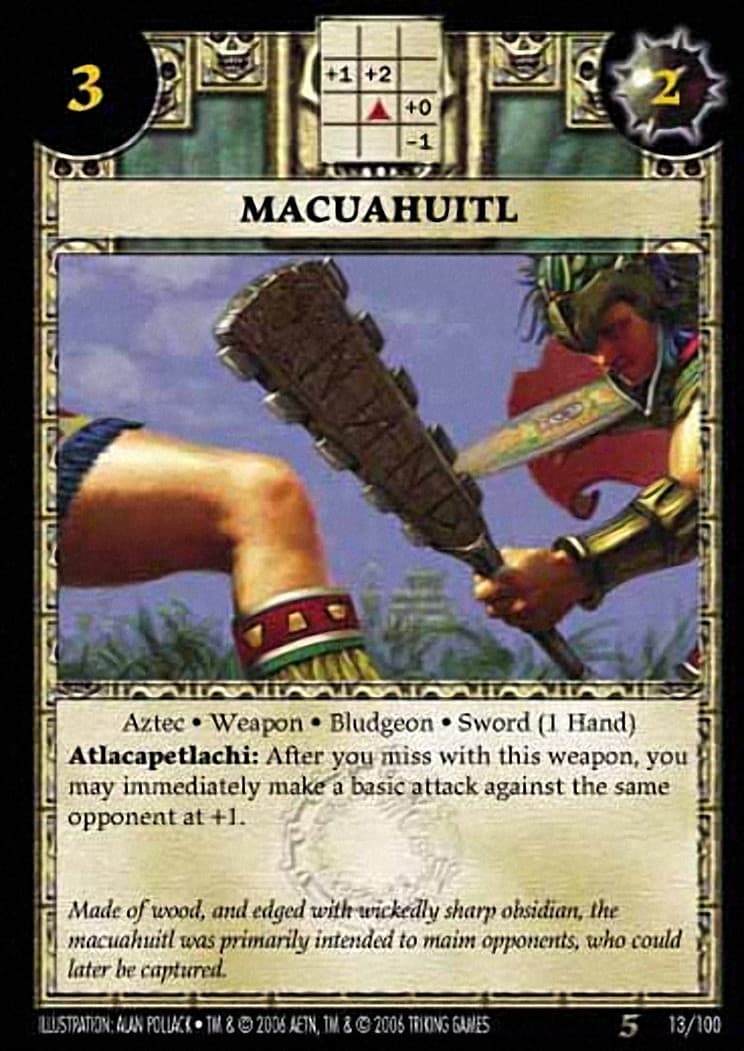 3
2
+1 +2
+0
-1
MACUAHUITL
Aztec • Weapon • Bludgeon • Sword (1 Hand)
Atlacapetlachi: After you miss with this weapon, you
may immediately make a basic attack against the same
opponent at +1.
Made of wood, and edged with wickedly sharp obsidian, the
macuahuitl was primarily intended to maim opponents, who could
later be captured.
ILLUSTRATION: ALAN POLLACK • TM & © 2006 AETN, TM & © 2006 TRIKING GAMES
5 13/100